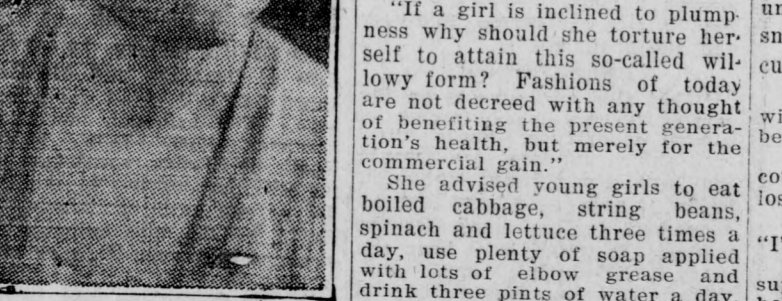 "If a girl is inclined to plump-
ness why should she torture her-
self to attain this so-called wil-
lowy form? Fashions of today
are not decreed with any thought
of benefiting the present genera-
tion's health, but merely for the
commercial gain."
She advised young girls to eat
boiled cabbage, string beans,
spinach and lettuce three times a
day, use plenty of soap applied
with lots of elbow grease and
drink three pints of water a day